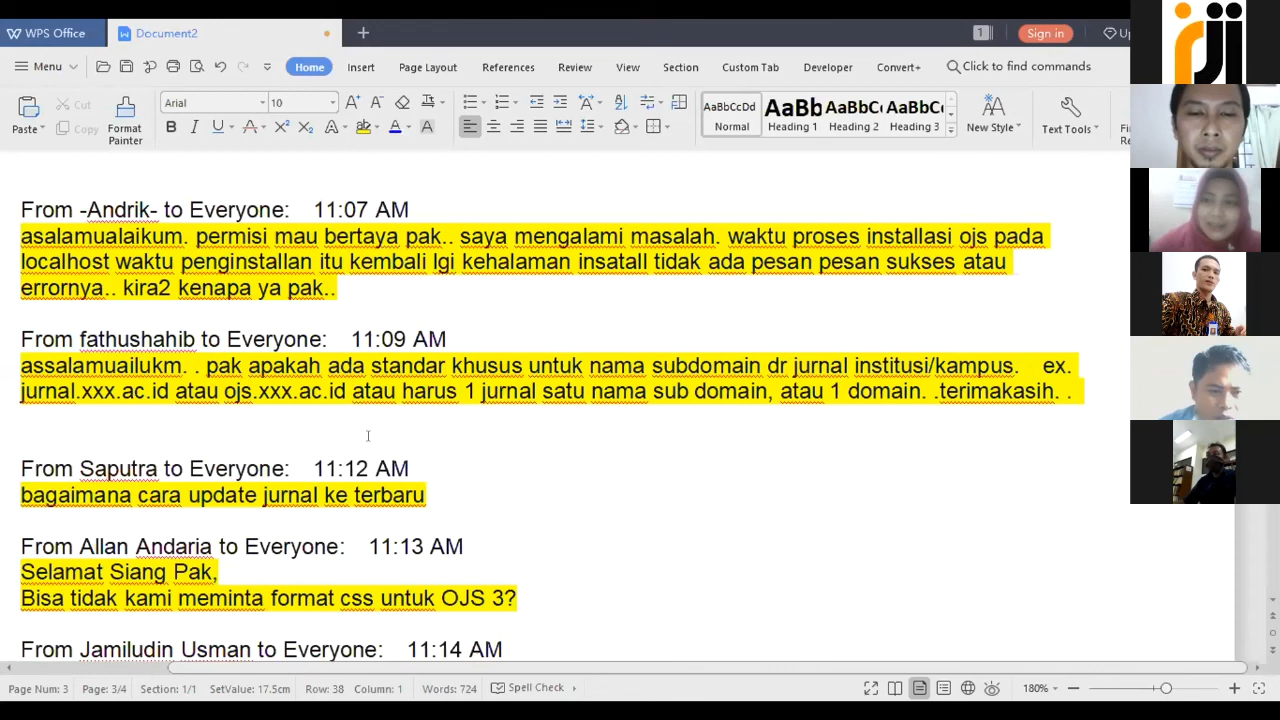 WPS Office
Document2
1
Sign in
Menu
Home
Insert
Page Layout
References
Review
View
Section
Custom Tab
Developer
Convert+
Click to find commands
Paste
Cut
Copy
Format Painter
Arial
10
AaBbCcDd
Normal
Heading 1
Heading 2
Heading 3
New Style
Text Tools
rji
From -Andrik- to Everyone: 11:07 AM
asalamualaikum. permisi mau bertaya pak.. saya mengalami masalah. waktu proses installasi ojs pada
localhost waktu penginstallan itu kembali lgi kehalaman insatall tidak ada pesan pesan sukses atau
errornya.. kira2 kenapa ya pak..
From fathushahib to Everyone: 11:09 AM
assalamuailukm. . pak apakah ada standar khusus untuk nama subdomain dr jurnal institusi/kampus. ex.
jurnal.xxx.ac.id atau ojs.xxx.ac.id atau harus 1 jurnal satu nama sub domain, atau 1 domain. .terimakasih. .
From Saputra to Everyone: 11:12 AM
bagaimana cara update jurnal ke terbaru
From Allan Andaria to Everyone: 11:13 AM
Selamat Siang Pak,
Bisa tidak kami meminta format css untuk OJS 3?
From Jamiludin Usman to Everyone: 11:14 AM
Page Num: 3
Page: 3/4
Section: 1/1
SetValue: 17.5cm
Row: 38
Column: 1
Words: 724
Spell Check
180%